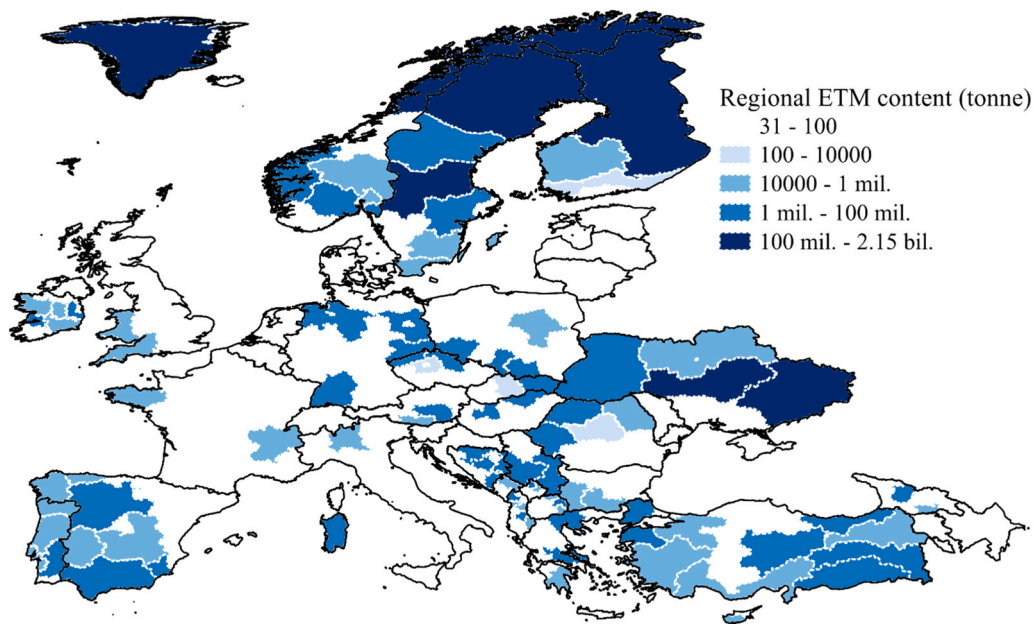 Regional ETM content (tonne)
31 - 100
100 - 10000
10000 - 1 mil.
1 mil. - 100 mil.
100 mil. - 2.15 bil.